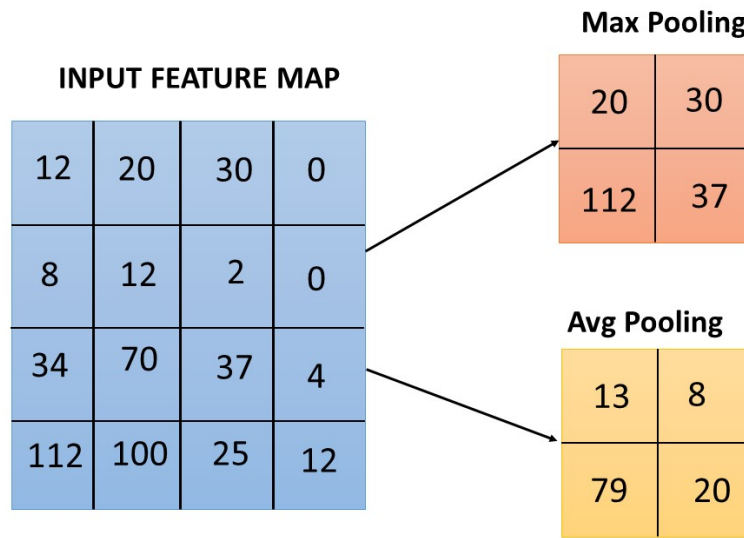 INPUT FEATURE MAP
12 20 30 0
8 12 2 0
34 70 37 4
112 100 25 12
Max Pooling
20 30
112 37
Avg Pooling
13 8
79 20